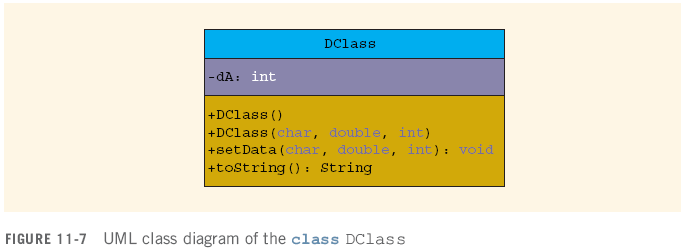 DClass
-dA: int
+DClass()
+DClass(char, double, int)
+setData(char, double, int): void
+toString(): String
FIGURE 11-7 UML class diagram of the class DClass